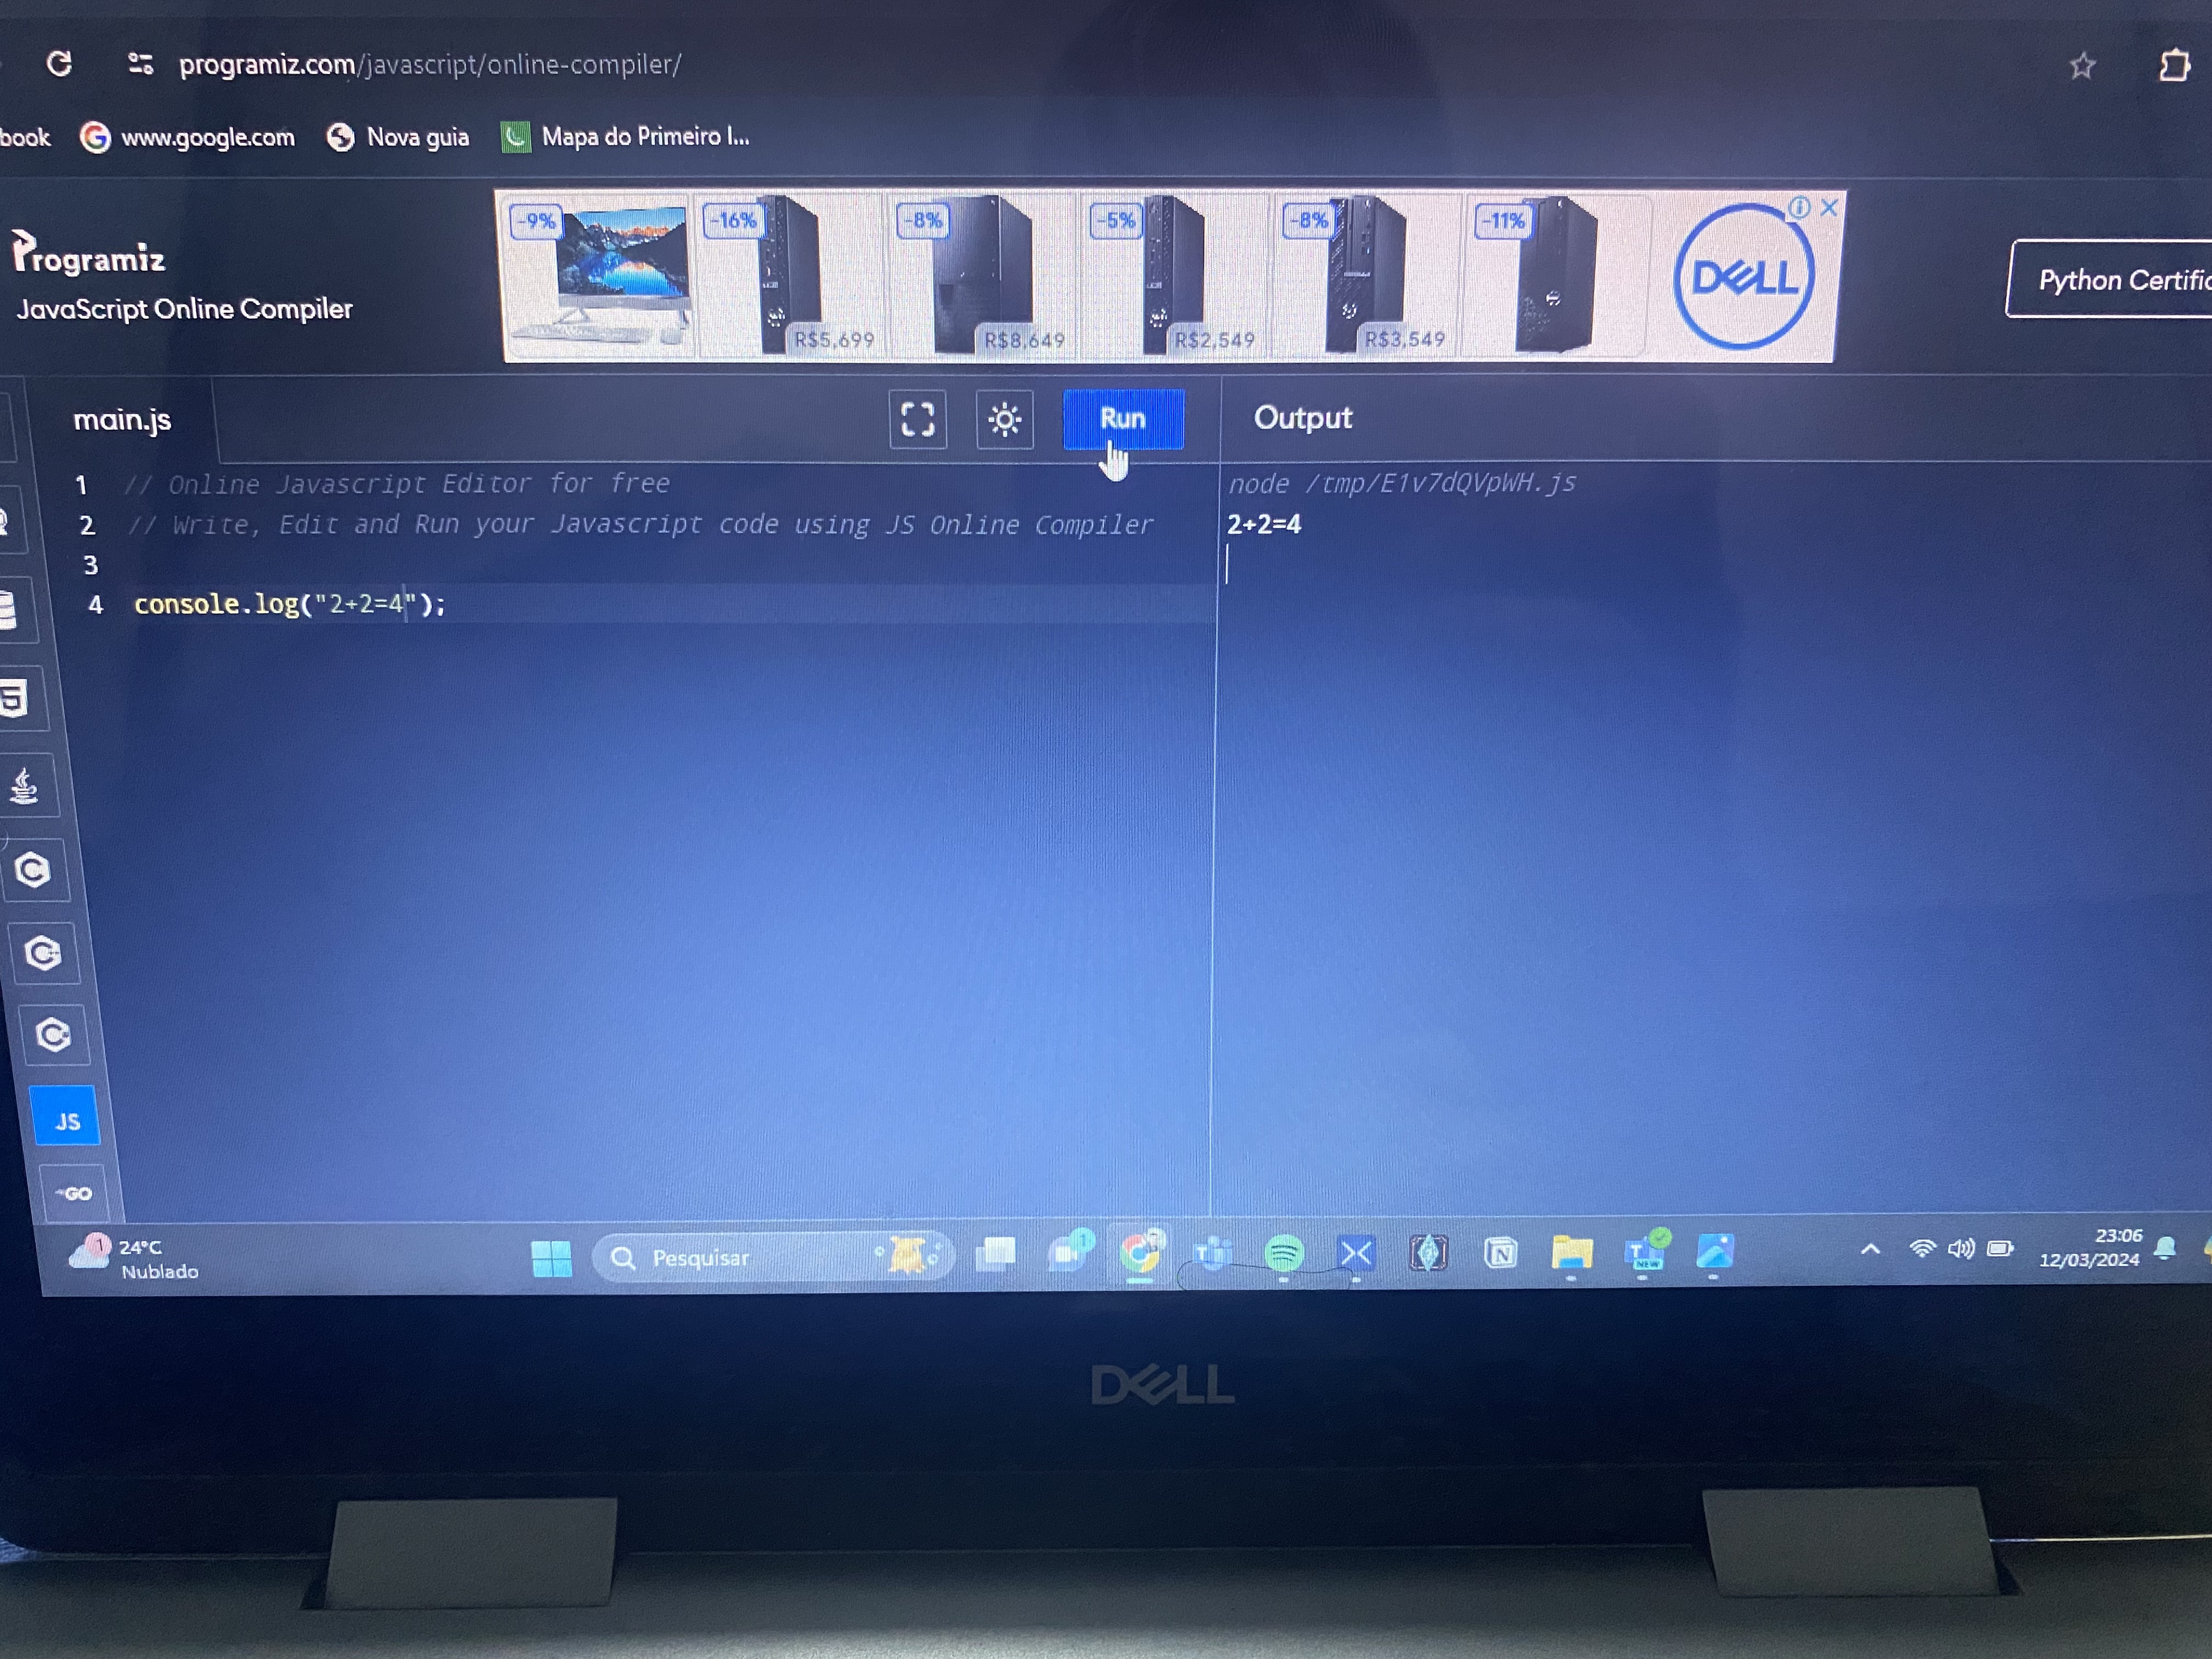 programiz.com/javascript/online-compiler/
book www.google.com Nova guia Mapa do Primeiro I...
Programiz
JavaScript Online Compiler
-9% -16% -8% -5% -8% -11%
R$5,699 R$8,649 R$2,549 R$3,549
DELL
Python Certific
main.js
Run
Output
1 // Online Javascript Editor for free
2 // Write, Edit and Run your Javascript code using JS Online Compiler
3
4 console.log("2+2=4");
node /tmp/E1v7dQVpWH.js
2+2=4
JS
GO
1
24°C
Nublado
Pesquisar
1
T
N
T
NEW
23:06
12/03/2024
DELL